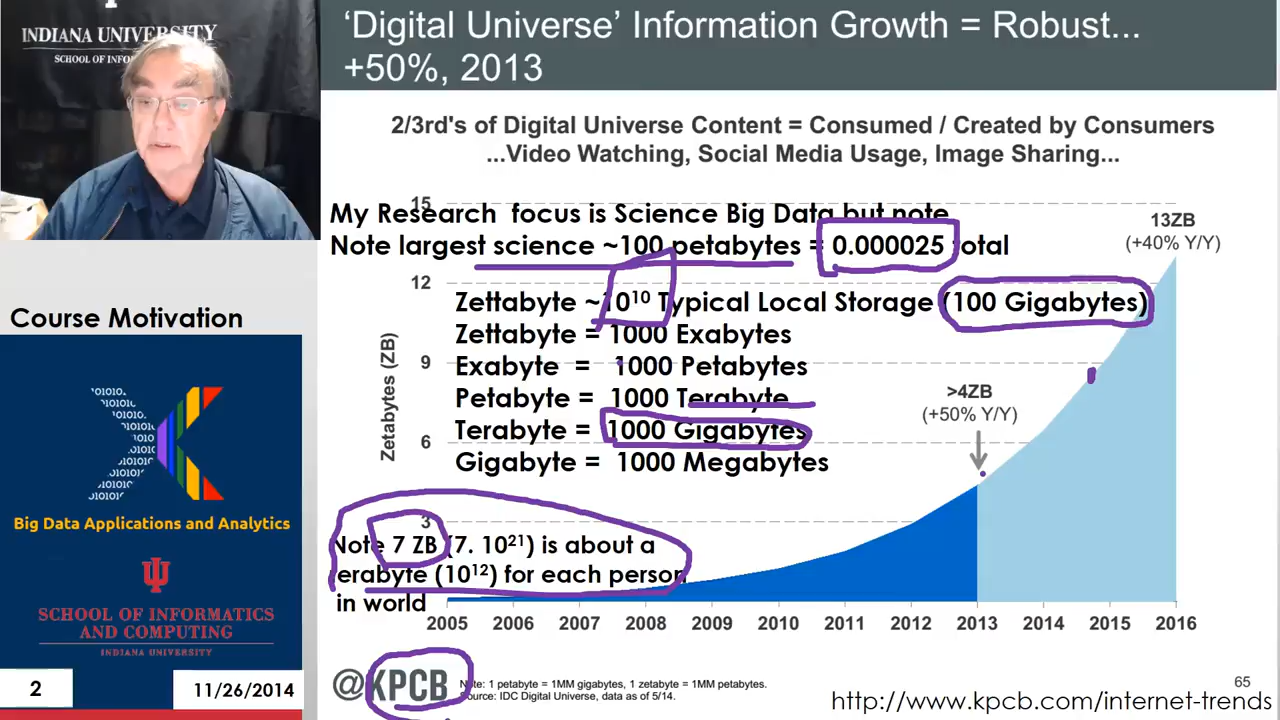 INDIANA UNIVERSITY
SCHOOL OF INFO
'Digital Universe' Information Growth = Robust...
+50%, 2013
2/3rd's of Digital Universe Content = Consumed / Created by Consumers
...Video Watching, Social Media Usage, Image Sharing...
My Research focus is Science Big Data but note
Note largest science ~100 petabytes = 0.000025 total
Zettabyte ~10¹⁰ Typical Local Storage (100 Gigabytes)
Zettabyte = 1000 Exabytes
Exabyte = 1000 Petabytes
Petabyte = 1000 Terabyte
Terabyte = 1000 Gigabytes
Gigabyte = 1000 Megabytes
Note 7 ZB (7. 10²¹) is about a
terabyte (10¹²) for each person
in world
Zetabytes (ZB)
15
12
9
6
3
>4ZB
(+50% Y/Y)
13ZB
(+40% Y/Y)
2005 2006 2007 2008 2009 2010 2011 2012 2013 2014 2015 2016
@KPCB
Note: 1 petabyte = 1MM gigabytes, 1 zetabyte = 1MM petabytes.
Source: IDC Digital Universe, data as of 5/14.
65
http://www.kpcb.com/internet-trends
Course Motivation
Big Data Applications and Analytics
SCHOOL OF INFORMATICS
AND COMPUTING
INDIANA UNIVERSITY
2
11/26/2014